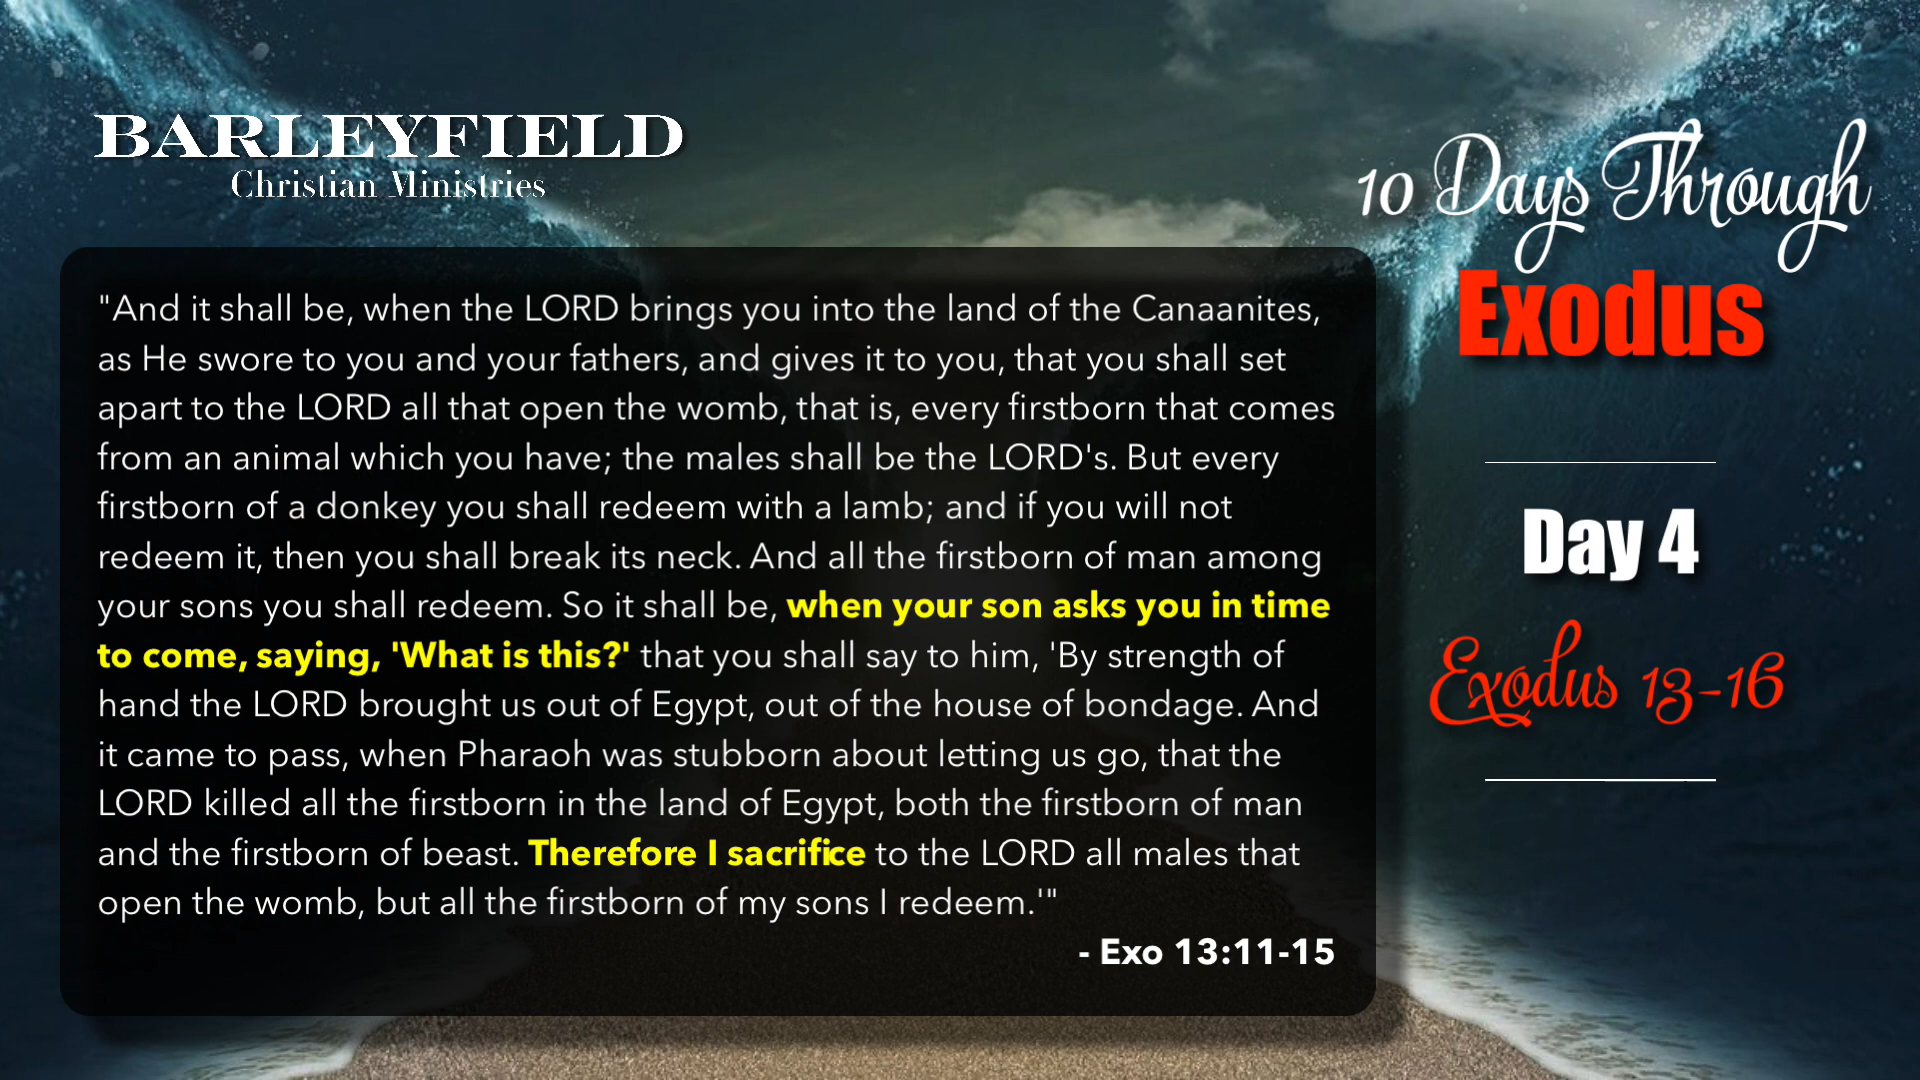 BARLEYFIELD
Christian Ministries
10 Days Through
Exodus
"And it shall be, when the LORD brings you into the land of the Canaanites,
as He swore to you and your fathers, and gives it to you, that you shall set
apart to the LORD all that open the womb, that is, every firstborn that comes
from an animal which you have; the males shall be the LORD's. But every
firstborn of a donkey you shall redeem with a lamb; and if you will not
redeem it, then you shall break its neck. And all the firstborn of man among
your sons you shall redeem. So it shall be, when your son asks you in time
to come, saying, 'What is this?' that you shall say to him, 'By strength of
hand the LORD brought us out of Egypt, out of the house of bondage. And
it came to pass, when Pharaoh was stubborn about letting us go, that the
LORD killed all the firstborn in the land of Egypt, both the firstborn of man
and the firstborn of beast. Therefore I sacrifice to the LORD all males that
open the womb, but all the firstborn of my sons I redeem.'"
- Exo 13:11-15
Day 4
Exodus 13-16